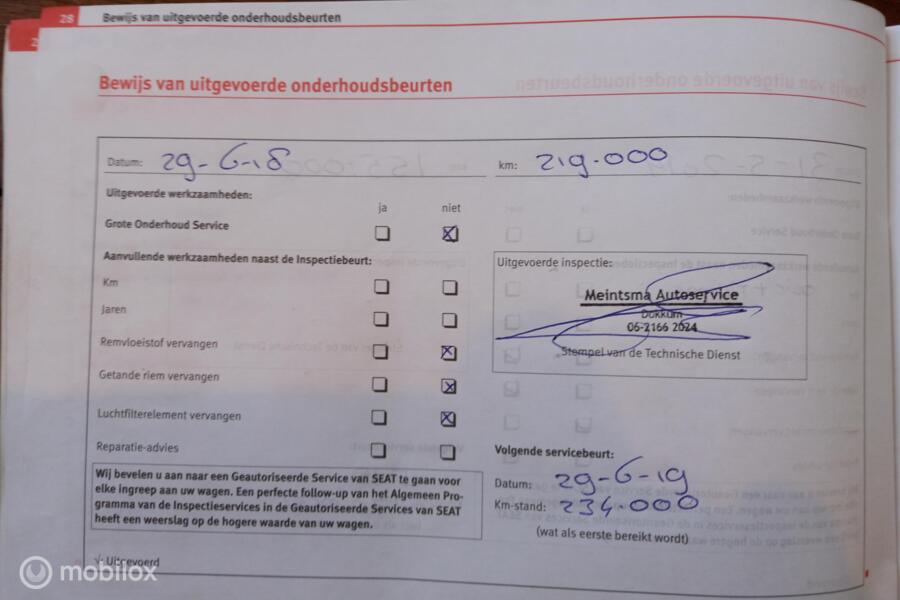 28 Bewijs van uitgevoerde onderhoudsbeurten
2
Bewijs van uitgevoerde onderhoudsbeurten
Datum: 29-6-18 km: 219.000
Uitgevoerde werkzaamheden:
ja niet
Grote Onderhoud Service
Aanvullende werkzaamheden naast de Inspectiebeurt:
Km
Jaren
Remvloeistof vervangen
Getande riem vervangen
Luchtfilterelement vervangen
Reparatie-advies
Uitgevoerde inspectie:
Meintsma Autoservice
Dokkum
06-2166 2024
Stempel van de Technische Dienst
Wij bevelen u aan naar een Geautoriseerde Service van SEAT te gaan voor
elke ingreep aan uw wagen. Een perfecte follow-up van het Algemeen Pro-
gramma van de Inspectieservices in de Geautoriseerde Services van SEAT
heeft een weerslag op de hogere waarde van uw wagen.
Volgende servicebeurt:
Datum: 29-6-19
Km-stand: 234.000
(wat als eerste bereikt wordt)
√- Uitgevoerd
mobilox